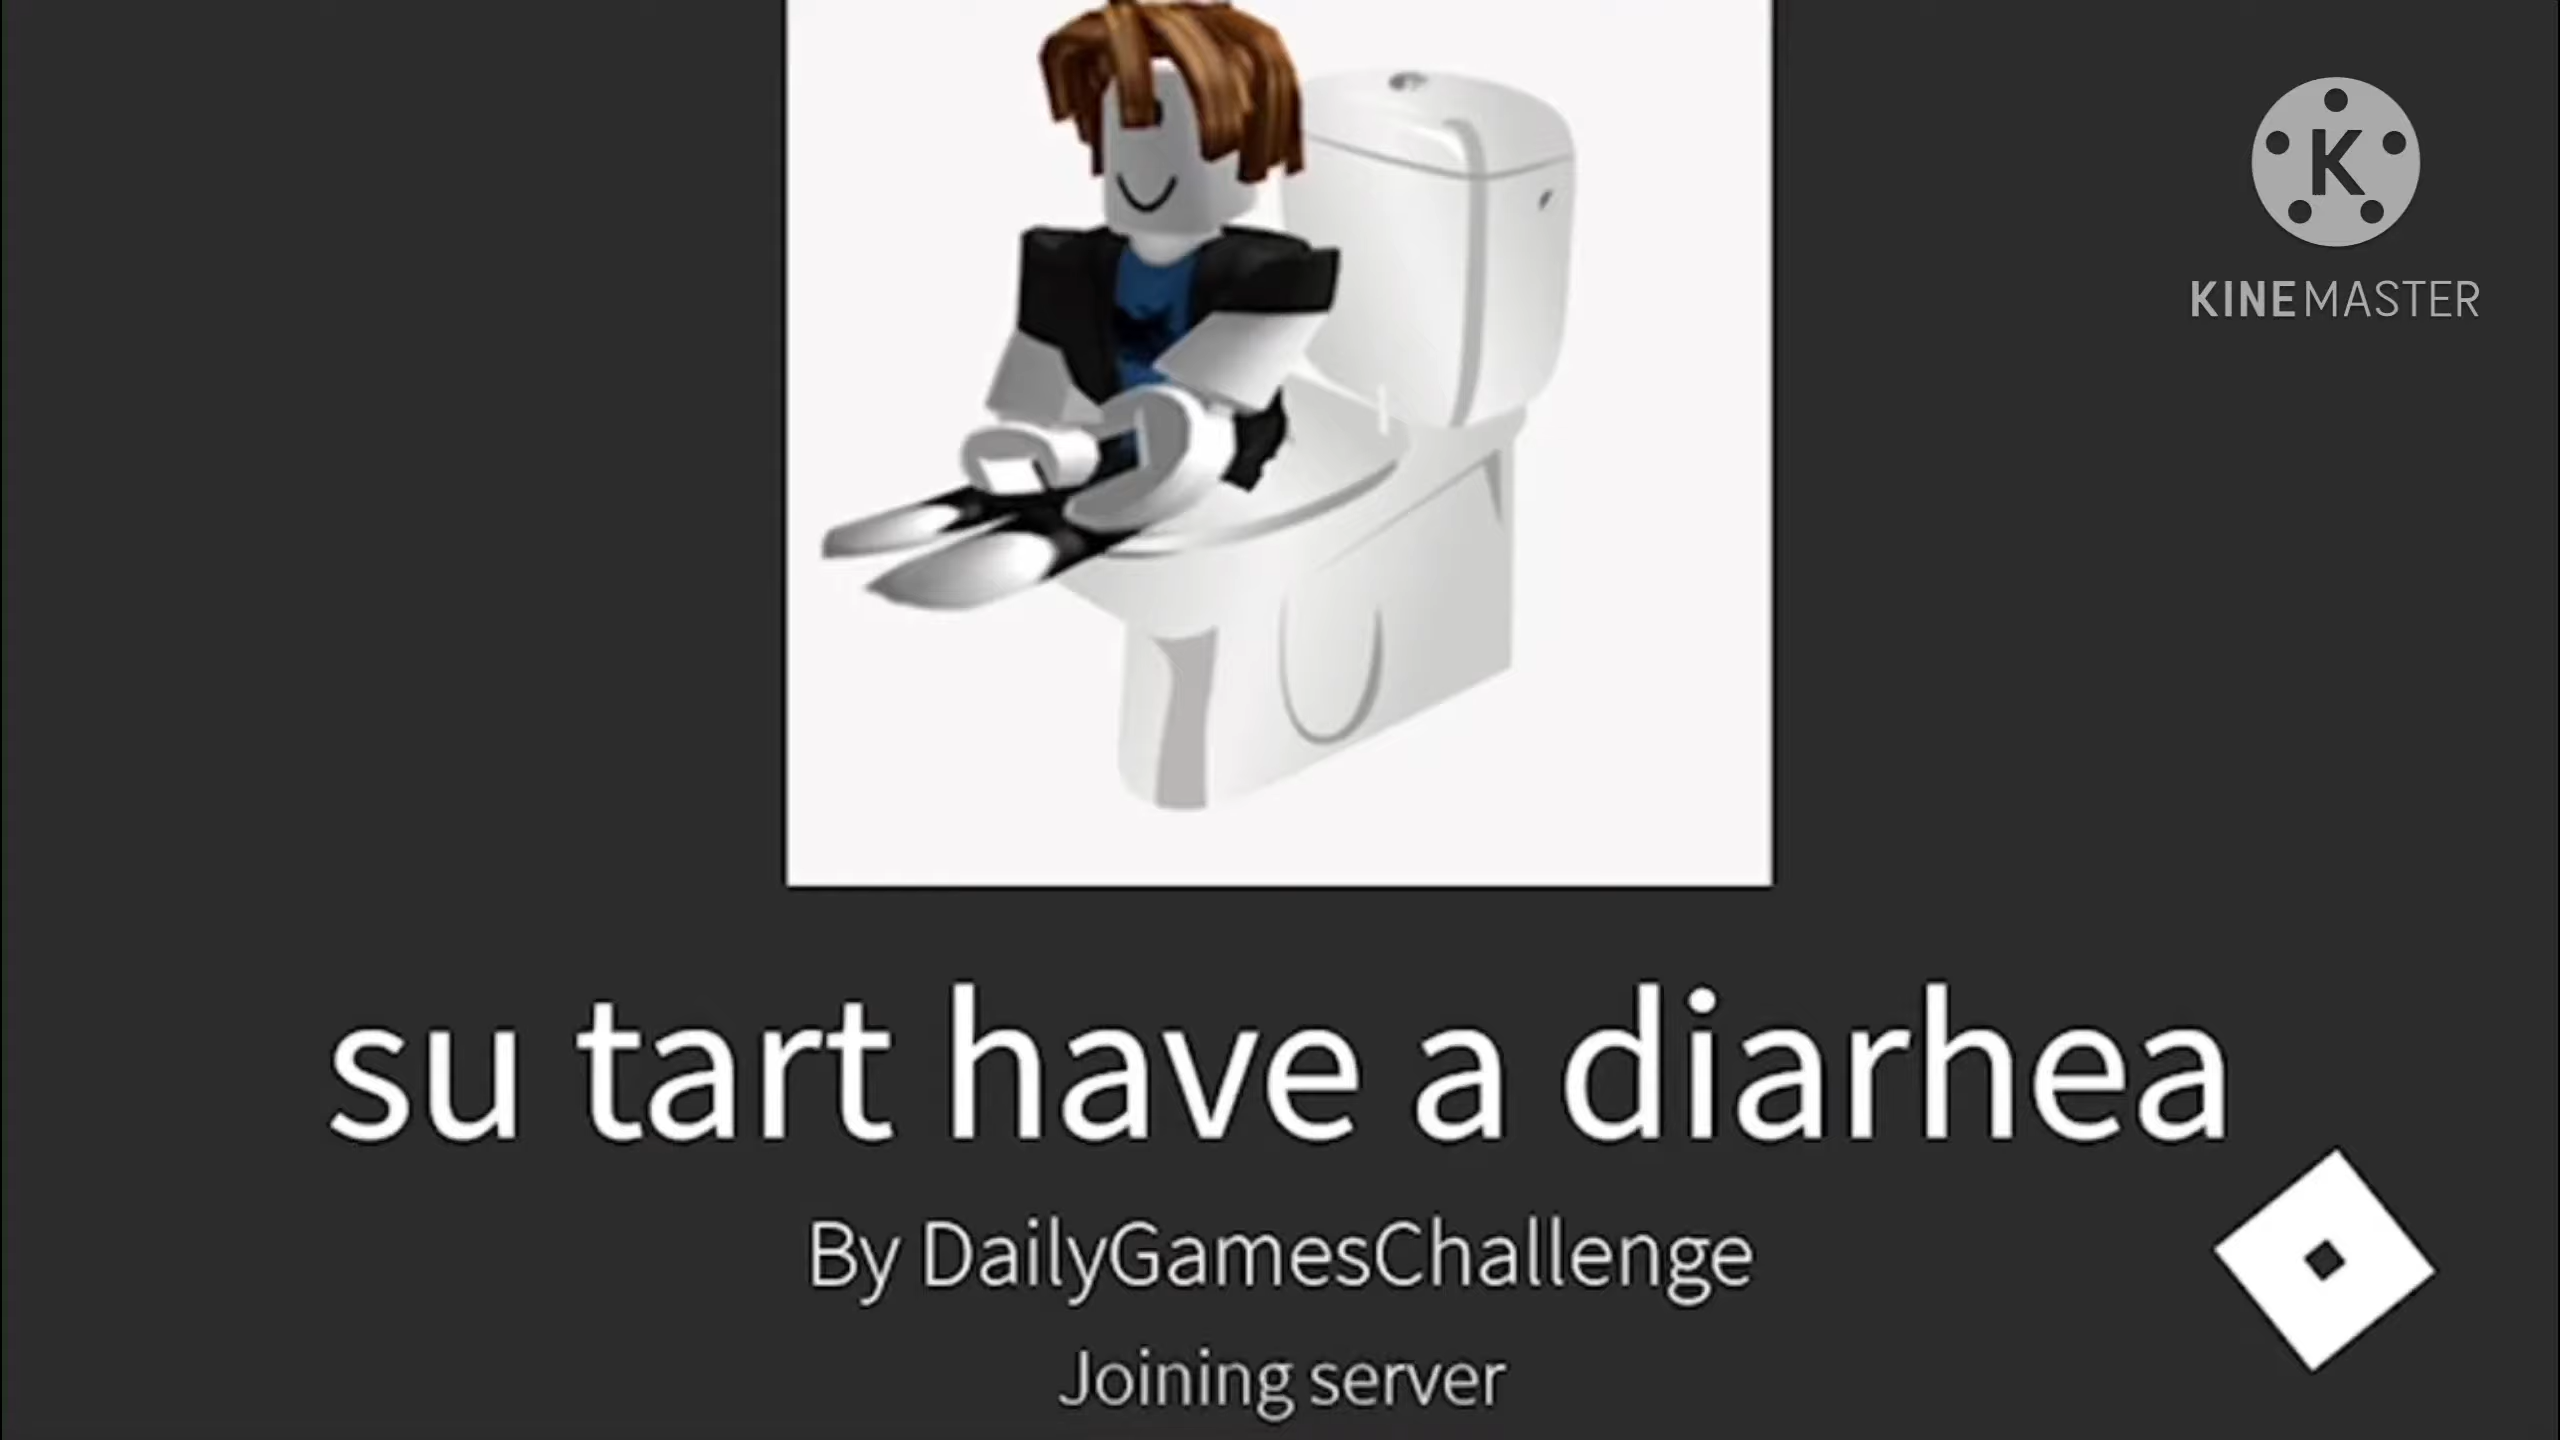 K
KINEMASTER
su tart have a diarhea
By DailyGamesChallenge
Joining server